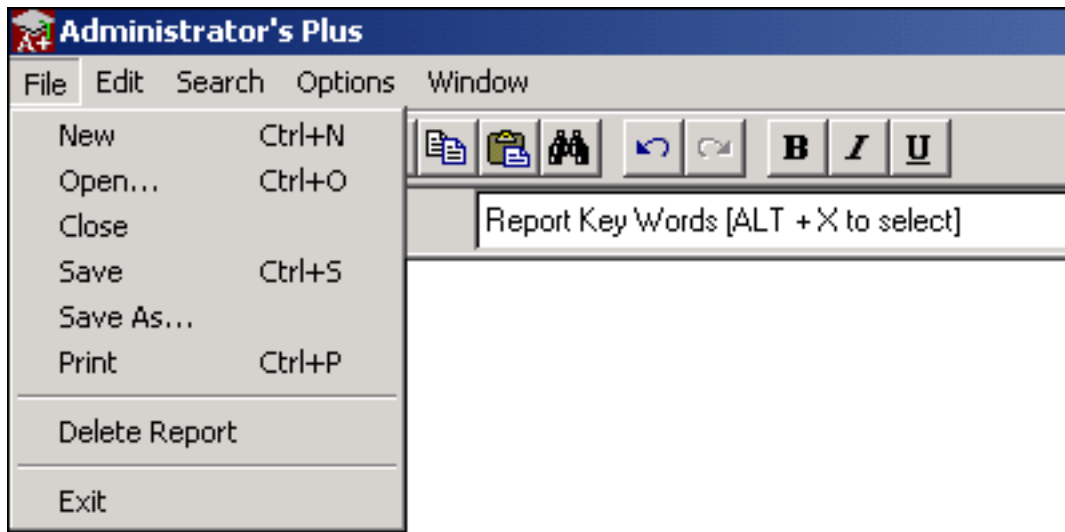 A+ Administrator's Plus
File Edit Search Options Window
New Ctrl+N
Open... Ctrl+O
B I U
Close
Report Key Words [ALT + X to select]
Save Ctrl+S
Save As...
Print Ctrl+P
Delete Report
Exit